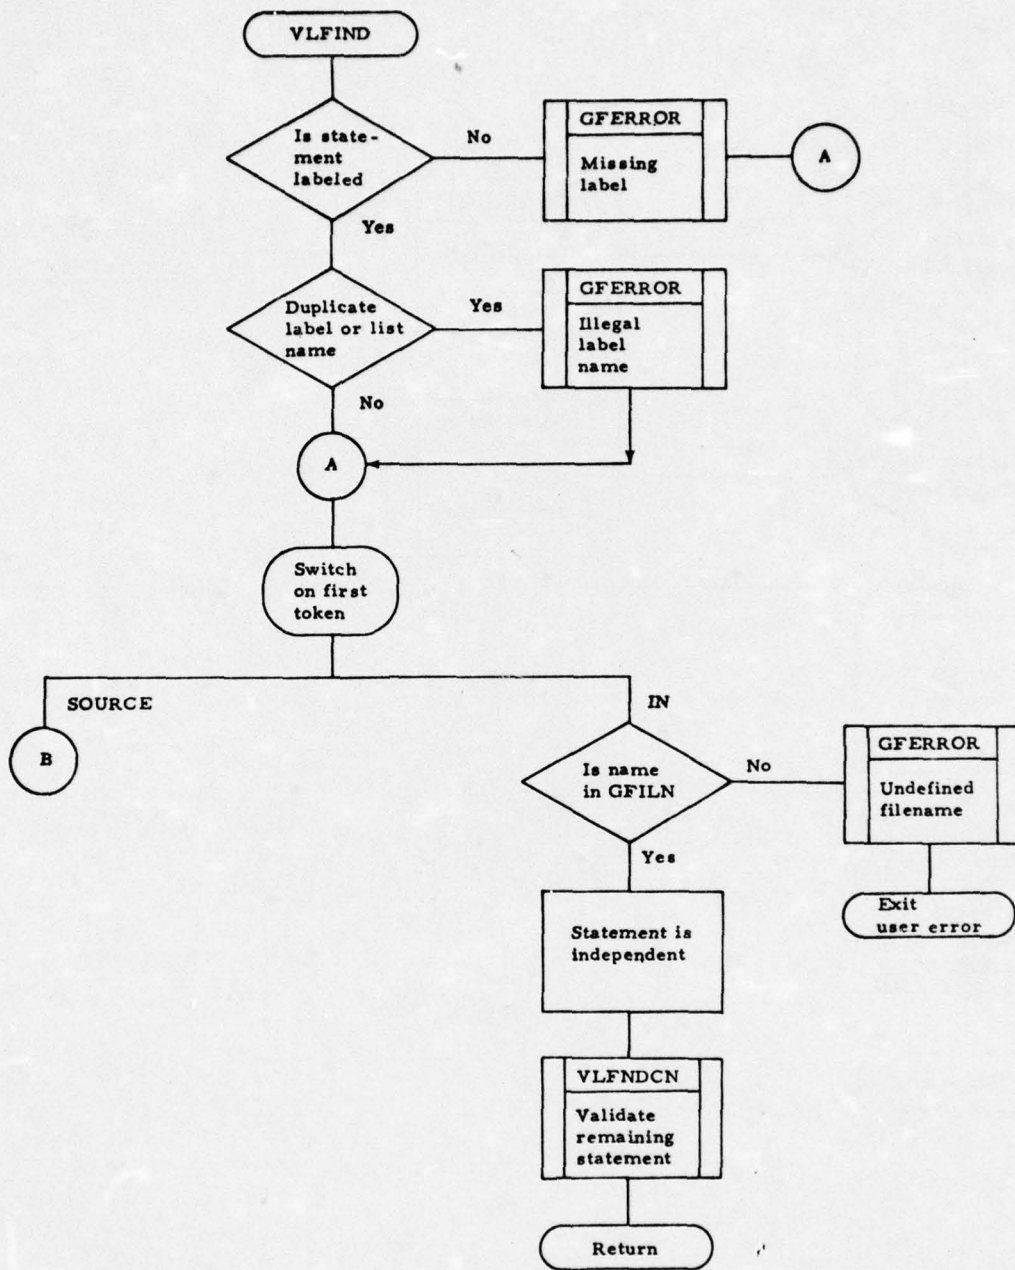 VLFIND
Is state-
ment
labeled
No
GFERROR
Missing
label
A
Yes
Duplicate
label or list
name
Yes
GFERROR
Illegal
label
name
No
A
Switch
on first
token
SOURCE
IN
B
Is name
in GFILN
No
GFERROR
Undefined
filename
Yes
Exit
user error
Statement is
independent
VLFNDCN
Validate
remaining
statement
Return